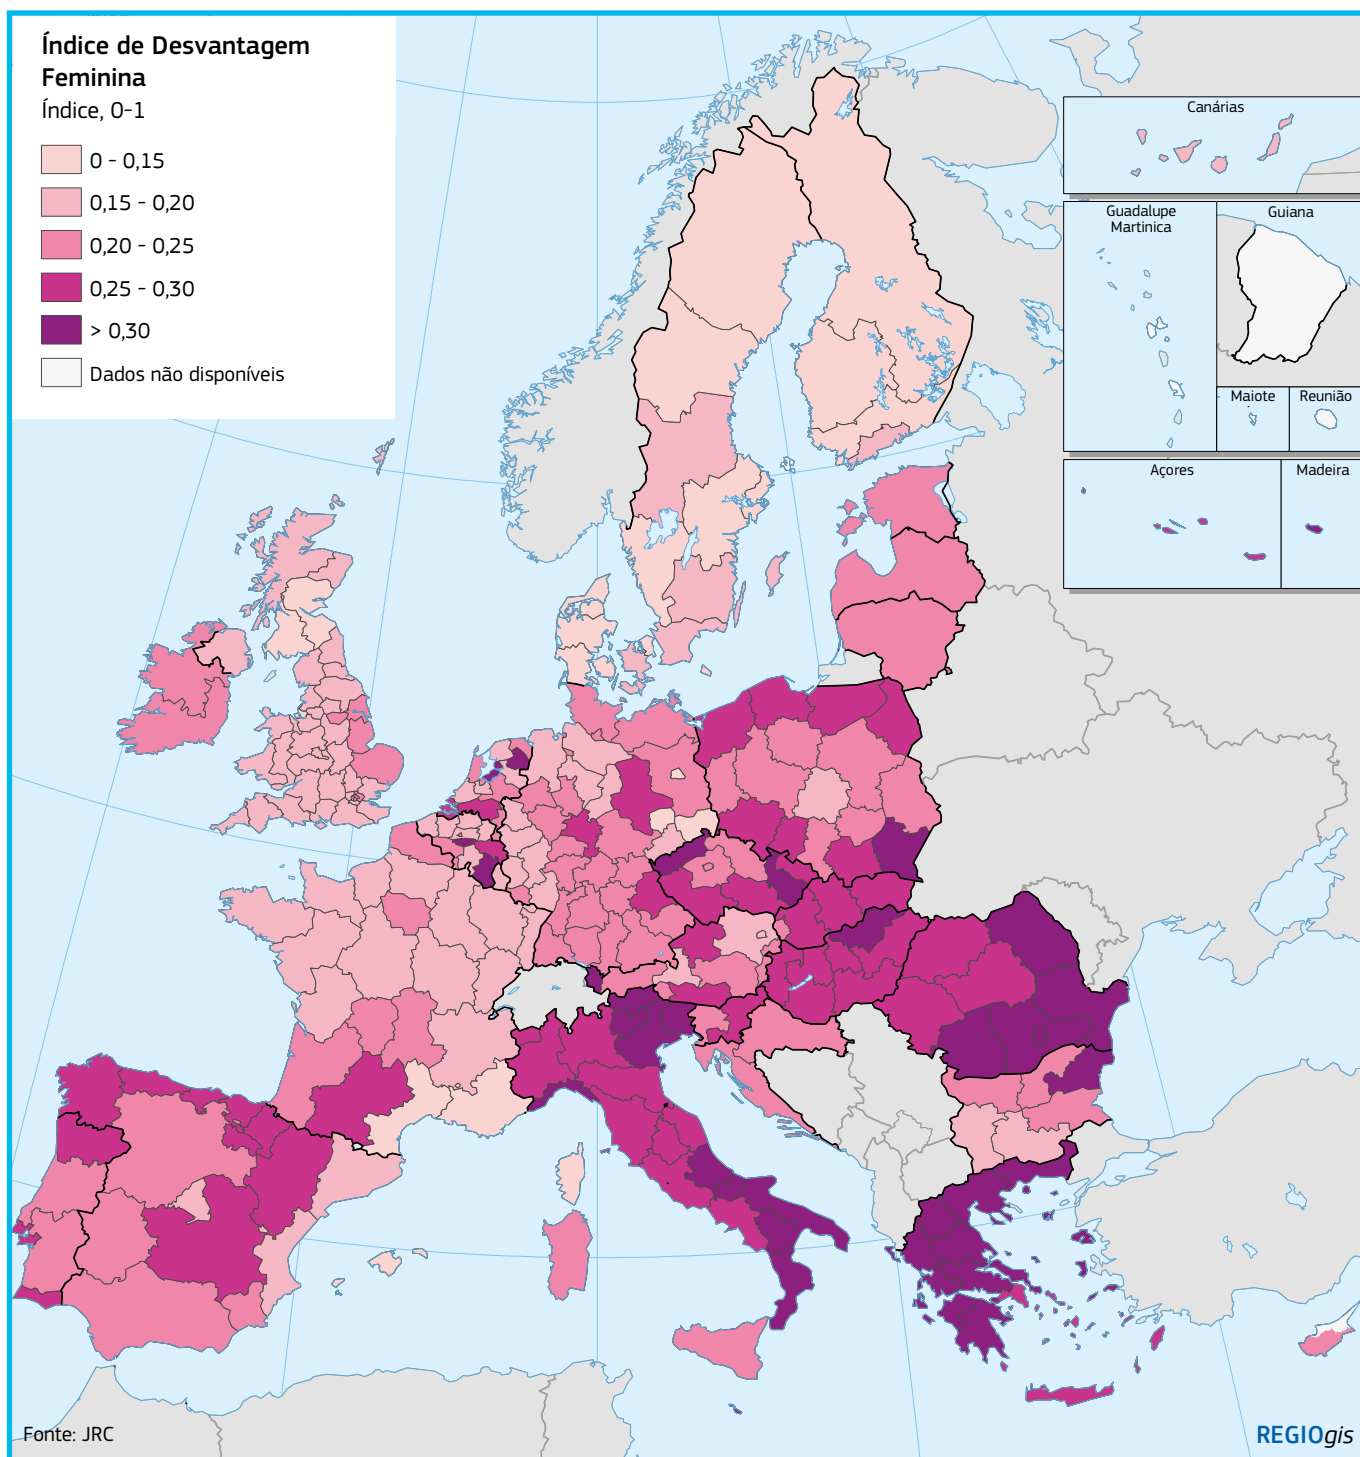 Índice de Desvantagem
Feminina
Índice, 0-1
0 - 0,15
0,15 - 0,20
0,20 - 0,25
0,25 - 0,30
> 0,30
Dados não disponíveis
Canárias
Guadalupe
Martinica
Guiana
Maiote
Reunião
Açores
Madeira
Fonte: JRC
REGIOgis